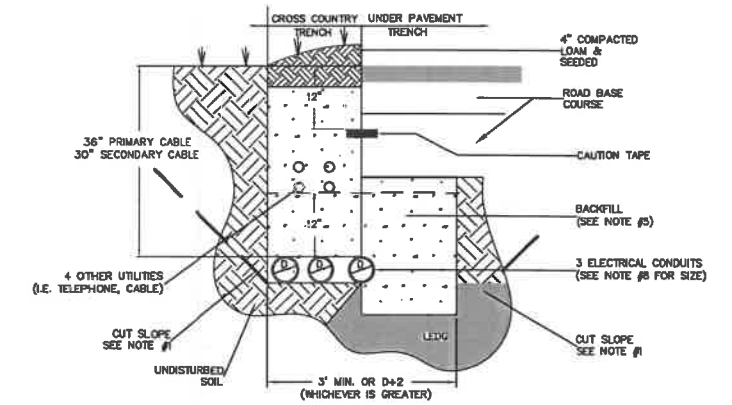 CROSS COUNTRY
TRENCH
UNDER PAVEMENT
TRENCH
4" COMPACTED
LOAM &
SEEDED
12"
ROAD BASE
COURSE
36" PRIMARY CABLE
30" SECONDARY CABLE
CAUTION TAPE
BACKFILL
(SEE NOTE #5)
12"
D D D
3 ELECTRICAL CONDUITS
(SEE NOTE #8 FOR SIZE)
4 OTHER UTILITIES
(I.E. TELEPHONE, CABLE)
LEDG
CUT SLOPE
SEE NOTE #1
CUT SLOPE
SEE NOTE #1
UNDISTURBED
SOIL
3' MIN. OR D+2
(WHICHEVER IS GREATER)